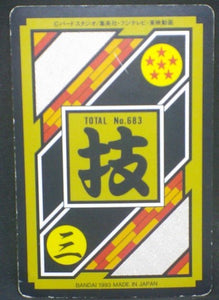 ©バードスタジオ/集英社・フジテレビ・東映動画
TOTAL No.683
技
三
BANDAI 1993 MADE IN JAPAN